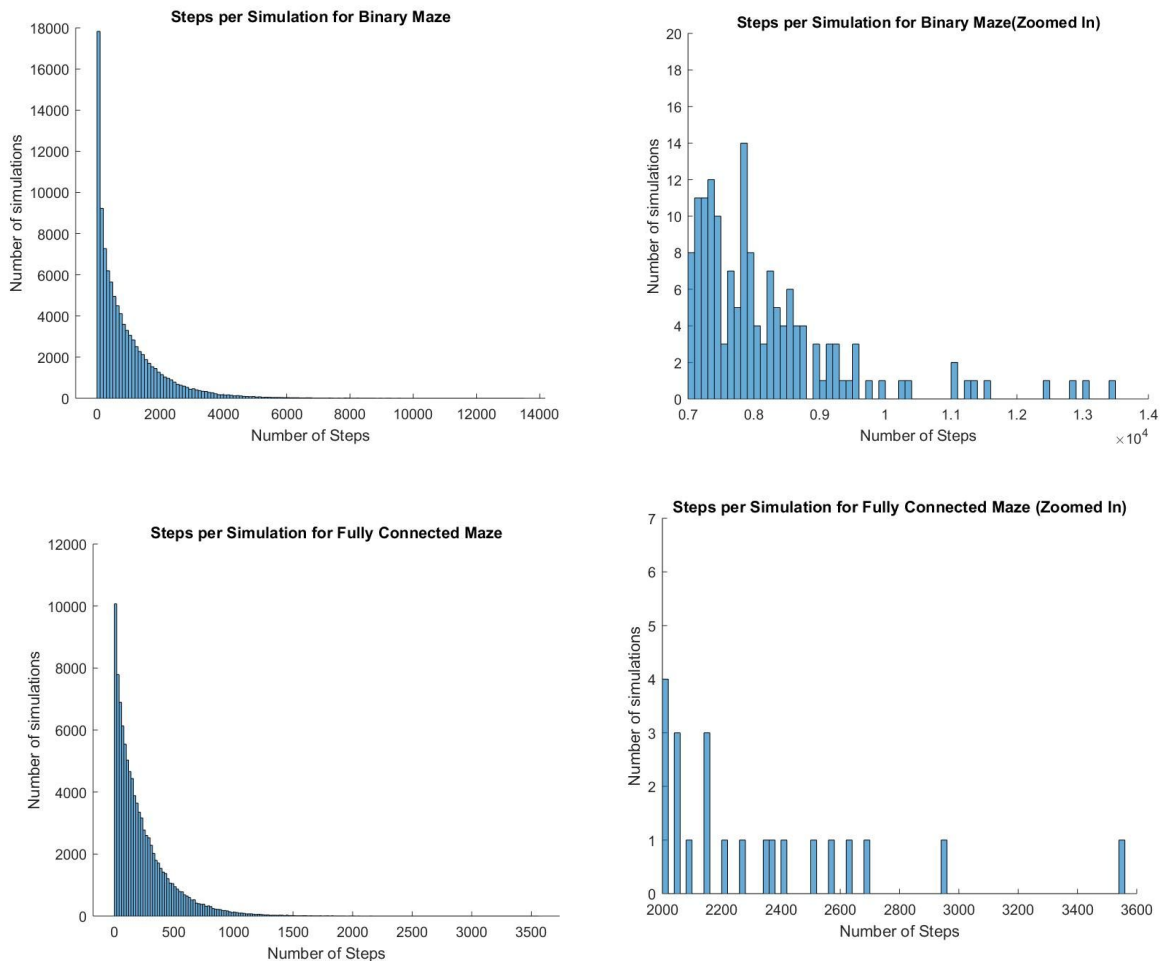 Steps per Simulation for Binary Maze
18000
16000
14000
12000
10000
8000
6000
4000
2000
0
Number of simulations
0 2000 4000 6000 8000 10000 12000 14000
Number of Steps
Steps per Simulation for Binary Maze(Zoomed In)
20
18
16
14
12
10
8
6
4
2
0
Number of simulations
0.7 0.8 0.9 1 1.1 1.2 1.3 1.4
Number of Steps
×10^4
Steps per Simulation for Fully Connected Maze
12000
10000
8000
6000
4000
2000
0
Number of simulations
0 500 1000 1500 2000 2500 3000 3500
Number of Steps
Steps per Simulation for Fully Connected Maze (Zoomed In)
7
6
5
4
3
2
1
0
Number of simulations
2000 2200 2400 2600 2800 3000 3200 3400 3600
Number of Steps